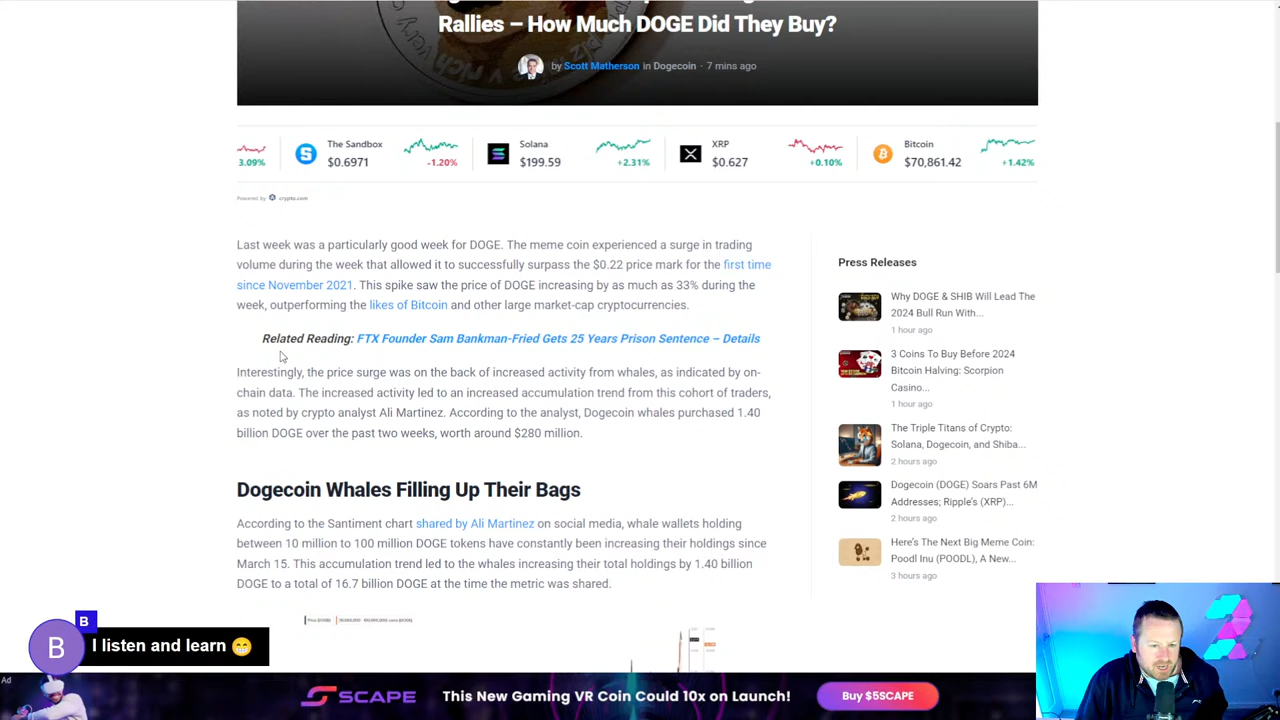 Rallies – How Much DOGE Did They Buy?
by Scott Matherson in Dogecoin · 7 mins ago
3.09%
The Sandbox
$0.6971
-1.20%
Solana
$199.59
+2.31%
XRP
$0.627
+0.10%
Bitcoin
$70,861.42
+1.42%
Powered by crypto.com
Last week was a particularly good week for DOGE. The meme coin experienced a surge in trading
volume during the week that allowed it to successfully surpass the $0.22 price mark for the first time
since November 2021. This spike saw the price of DOGE increasing by as much as 33% during the
week, outperforming the likes of Bitcoin and other large market-cap cryptocurrencies.
Related Reading: FTX Founder Sam Bankman-Fried Gets 25 Years Prison Sentence – Details
Interestingly, the price surge was on the back of increased activity from whales, as indicated by on-
chain data. The increased activity led to an increased accumulation trend from this cohort of traders,
as noted by crypto analyst Ali Martinez. According to the analyst, Dogecoin whales purchased 1.40
billion DOGE over the past two weeks, worth around $280 million.
Dogecoin Whales Filling Up Their Bags
According to the Santiment chart shared by Ali Martinez on social media, whale wallets holding
between 10 million to 100 million DOGE tokens have constantly been increasing their holdings since
March 15. This accumulation trend led to the whales increasing their total holdings by 1.40 billion
DOGE to a total of 16.7 billion DOGE at the time the metric was shared.
Press Releases
Why DOGE & SHIB Will Lead The
2024 Bull Run With...
1 hour ago
3 Coins To Buy Before 2024
Bitcoin Halving: Scorpion
Casino...
1 hour ago
The Triple Titans of Crypto:
Solana, Dogecoin, and Shiba...
2 hours ago
Dogecoin (DOGE) Soars Past 6M
Addresses; Ripple's (XRP)...
2 hours ago
Here's The Next Big Meme Coin:
Poodl Inu (POODL), A New...
3 hours ago
B
B
I listen and learn 😁
Ad
SCAPE
This New Gaming VR Coin Could 10x on Launch!
Buy $5SCAPE